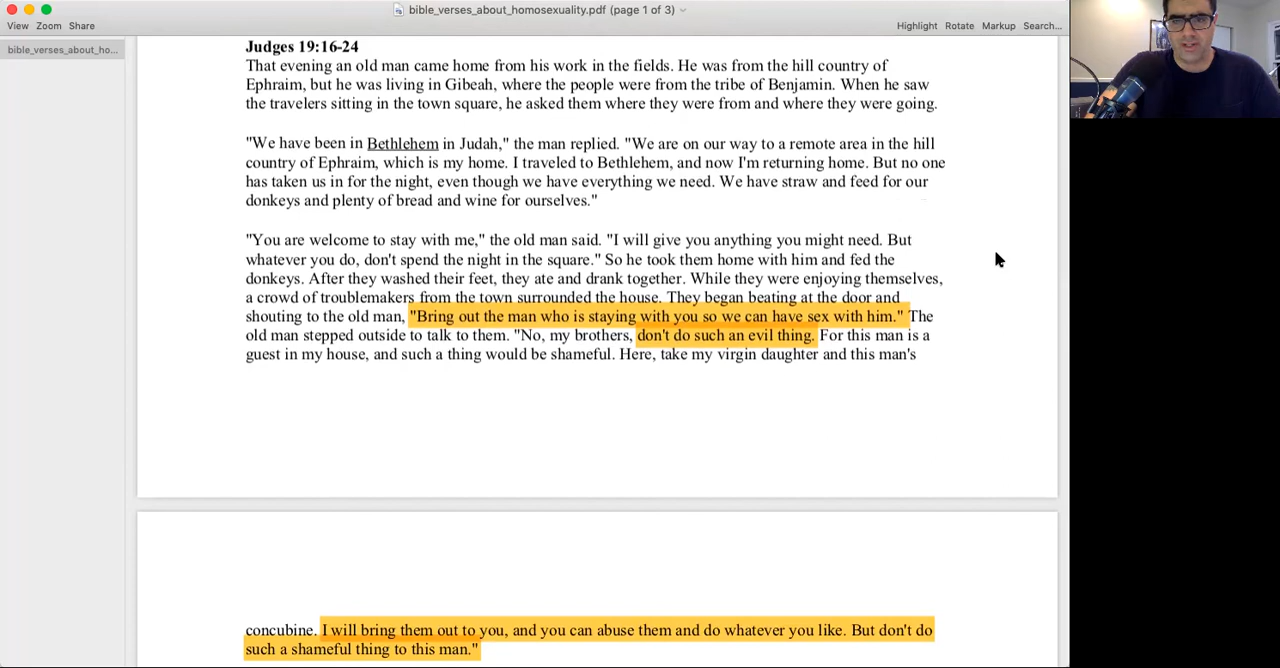 bible_verses_about_homosexuality.pdf (page 1 of 3)
View Zoom Share
Highlight Rotate Markup Search...
bible_verses_about_ho...
Judges 19:16-24
That evening an old man came home from his work in the fields. He was from the hill country of
Ephraim, but he was living in Gibeah, where the people were from the tribe of Benjamin. When he saw
the travelers sitting in the town square, he asked them where they were from and where they were going.
"We have been in Bethlehem in Judah," the man replied. "We are on our way to a remote area in the hill
country of Ephraim, which is my home. I traveled to Bethlehem, and now I'm returning home. But no one
has taken us in for the night, even though we have everything we need. We have straw and feed for our
donkeys and plenty of bread and wine for ourselves."
"You are welcome to stay with me," the old man said. "I will give you anything you might need. But
whatever you do, don't spend the night in the square." So he took them home with him and fed the
donkeys. After they washed their feet, they ate and drank together. While they were enjoying themselves,
a crowd of troublemakers from the town surrounded the house. They began beating at the door and
shouting to the old man, "Bring out the man who is staying with you so we can have sex with him." The
old man stepped outside to talk to them. "No, my brothers, don't do such an evil thing. For this man is a
guest in my house, and such a thing would be shameful. Here, take my virgin daughter and this man's
concubine. I will bring them out to you, and you can abuse them and do whatever you like. But don't do
such a shameful thing to this man."